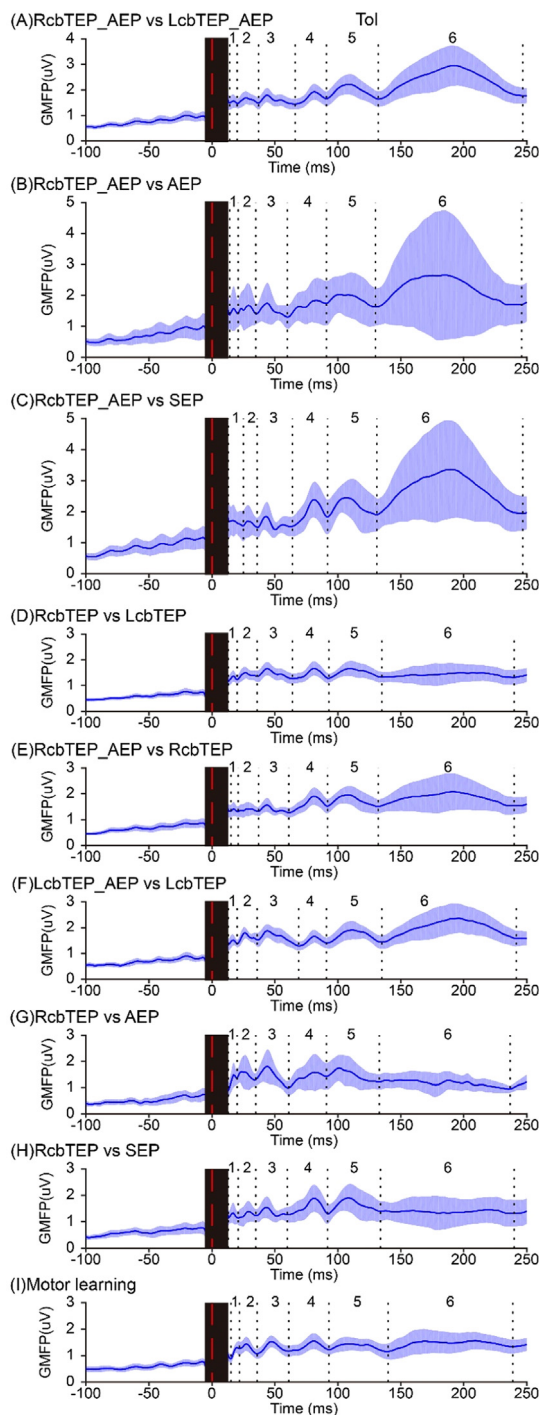 (A)RcbTEP_AEP vs LcbTEP_AEP ToI
1 2 3 4 5 6
GMFP(uV)
4
3
2
1
0
-100 -50 0 50 100 150 200 250
Time (ms)
(B)RcbTEP_AEP vs AEP
1 2 3 4 5 6
GMFP(uV)
5
4
3
2
1
0
-100 -50 0 50 100 150 200 250
Time (ms)
(C)RcbTEP_AEP vs SEP
1 2 3 4 5 6
GMFP(uV)
5
4
3
2
1
0
-100 -50 0 50 100 150 200 250
Time (ms)
(D)RcbTEP vs LcbTEP
1 2 3 4 5 6
GMFP(uV)
3
2
1
0
-100 -50 0 50 100 150 200 250
Time (ms)
(E)RcbTEP_AEP vs RcbTEP
1 2 3 4 5 6
GMFP(uV)
3
2
1
0
-100 -50 0 50 100 150 200 250
Time (ms)
(F)LcbTEP_AEP vs LcbTEP
1 2 3 4 5 6
GMFP(uV)
3
2
1
0
-100 -50 0 50 100 150 200 250
Time (ms)
(G)RcbTEP vs AEP
1 2 3 4 5 6
GMFP(uV)
3
2
1
0
-100 -50 0 50 100 150 200 250
Time (ms)
(H)RcbTEP vs SEP
1 2 3 4 5 6
GMFP(uV)
3
2
1
0
-100 -50 0 50 100 150 200 250
Time (ms)
(I)Motor learning
1 2 3 4 5 6
GMFP(uV)
3
2
1
0
-100 -50 0 50 100 150 200 250
Time (ms)